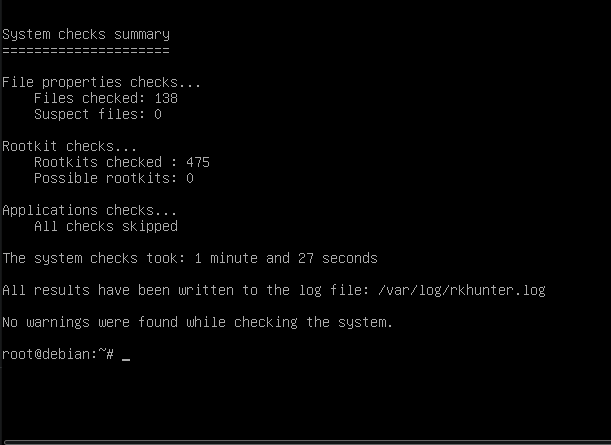 System checks summary
=====================
File properties checks...
Files checked: 138
Suspect files: 0
Rootkit checks...
Rootkits checked : 475
Possible rootkits: 0
Applications checks...
All checks skipped
The system checks took: 1 minute and 27 seconds
All results have been written to the log file: /var/log/rkhunter.log
No warnings were found while checking the system.
root@debian:~# _